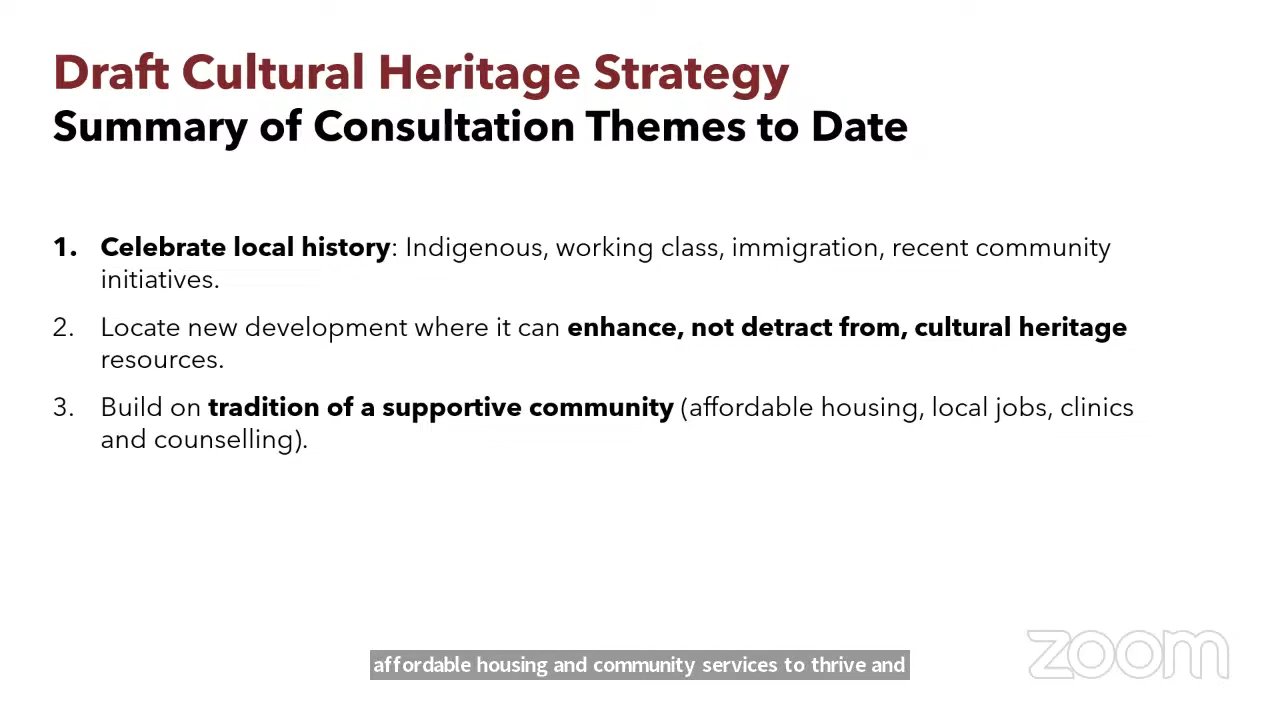 Draft Cultural Heritage Strategy
Summary of Consultation Themes to Date
1. Celebrate local history: Indigenous, working class, immigration, recent community
initiatives.
2. Locate new development where it can enhance, not detract from, cultural heritage
resources.
3. Build on tradition of a supportive community (affordable housing, local jobs, clinics
and counselling).
affordable housing and community services to thrive and
zoom